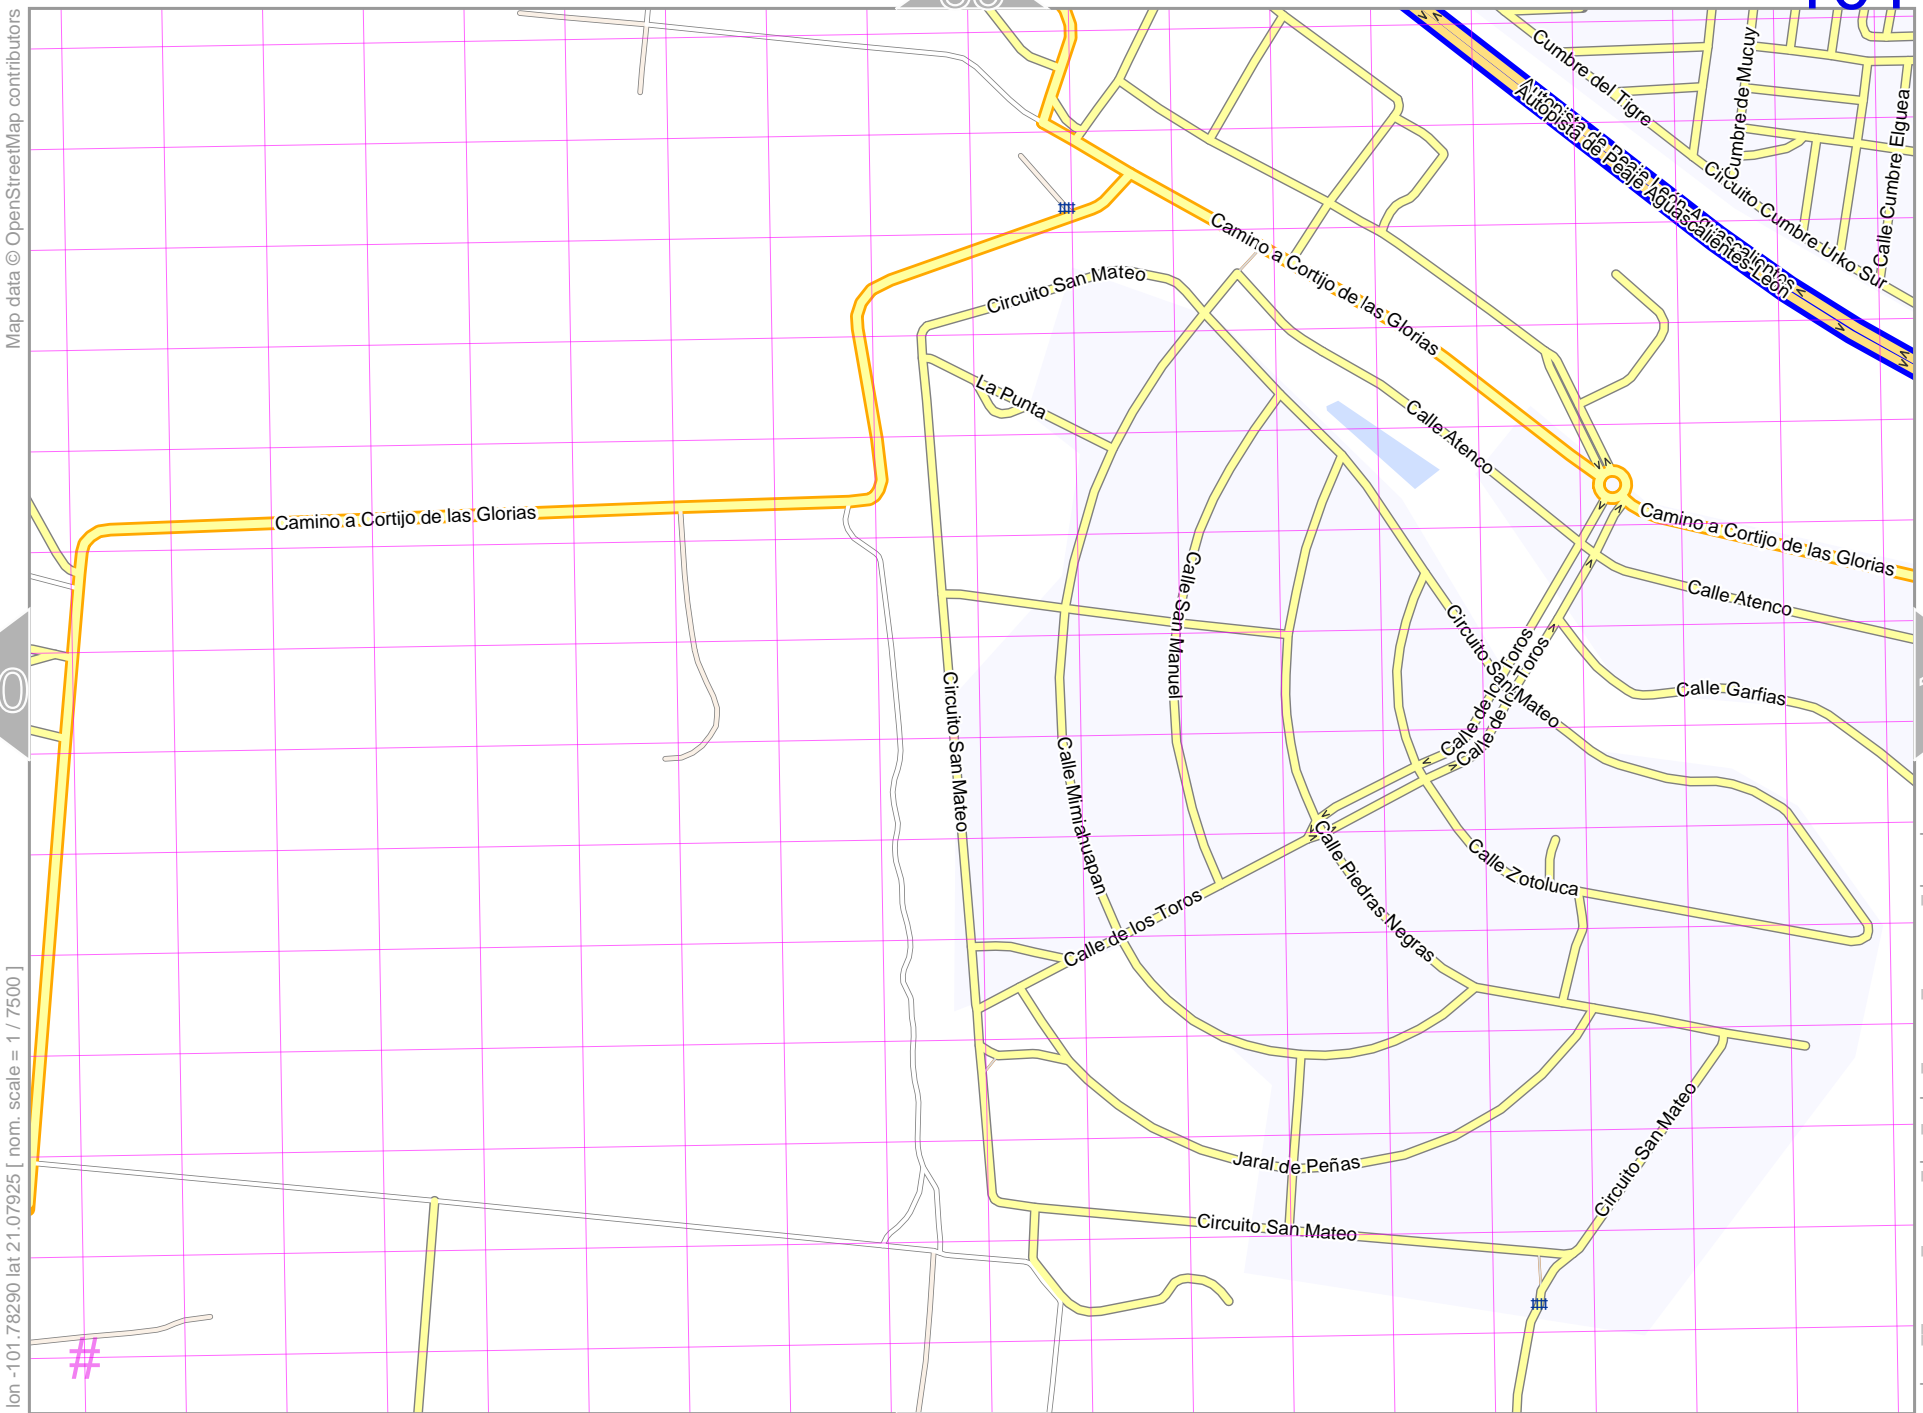 Map data © OpenStreetMap contributors
lon -101.78290 lat 21.07925 [ nom. scale = 1 / 7500 ]
Cumbre del Tigre
Cumbre de Mucuy
Calle Cumbre Elguea
Circuito Cumbre Urko Sur
Autopista de Peaje León-Aguascalientes
Autopista de Peaje Aguascalientes-León
Camino a Cortijo de las Glorias
Circuito San Mateo
La Punta
Calle Atenco
Camino a Cortijo de las Glorias
Camino a Cortijo de las Glorias
Calle Atenco
Calle San Manuel
Circuito San Mateo
Calle de los Toros
Calle de los Toros
Calle Garfias
Circuito San Mateo
Calle Mimiahuapan
Calle Piedras Negras
Calle Zotoluca
Calle de los Toros
Jaral de Peñas
Circuito San Mateo
Circuito San Mateo
#